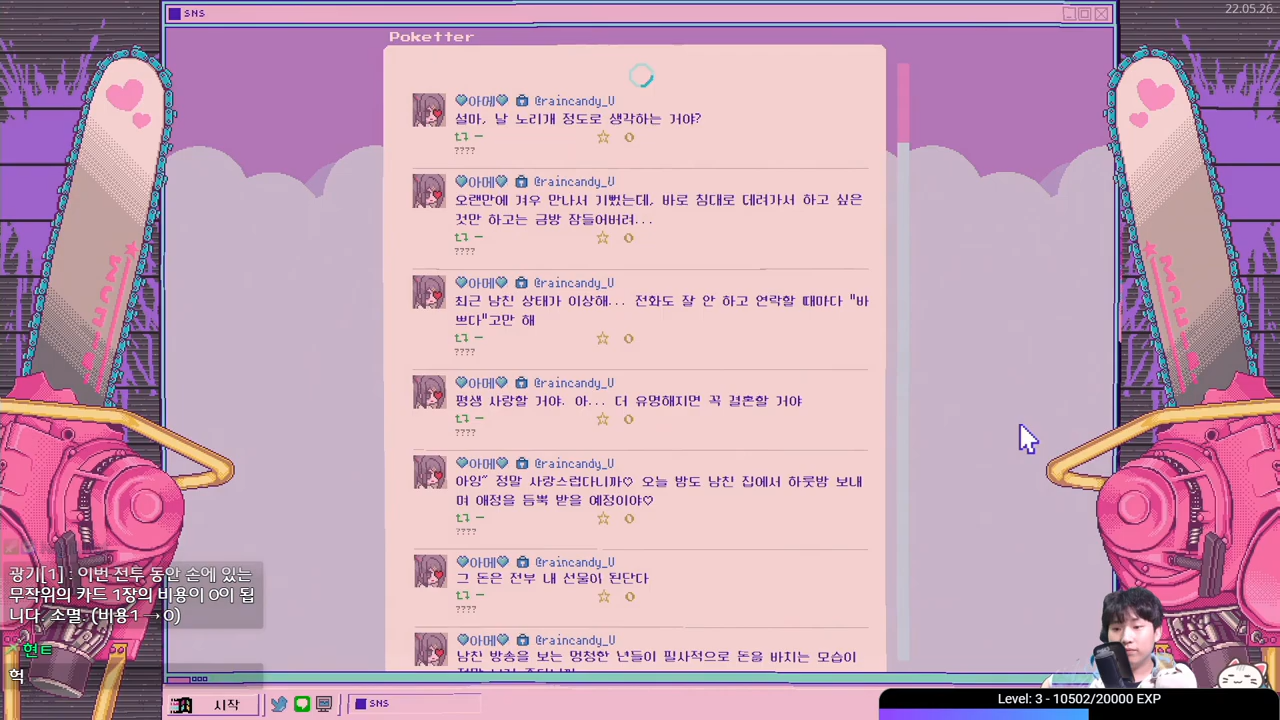 SNS
22.05.26
Poketter
♡아메♡ @raincandy_U
설마, 날 노리개 정도로 생각하는 거야?
????
♡아메♡ @raincandy_U
오랜만에 겨우 만나서 기뻤는데, 바로 침대로 데려가서 하고 싶은
것만 하고는 금방 잠들어버려...
????
♡아메♡ @raincandy_U
최근 남친 상태가 이상해... 전화도 잘 안 하고 연락할 때마다 "바
쁘다"고만 해
????
♡아메♡ @raincandy_U
평생 사랑할 거야. 아... 더 유명해지면 꼭 결혼할 거야
????
♡아메♡ @raincandy_U
아잉~ 정말 사랑스럽다니까♡ 오늘 밤도 남친 집에서 하룻밤 보내
며 애정을 듬뿍 받을 예정이야♡
????
♡아메♡ @raincandy_U
그 돈은 전부 내 선물이 된단다
????
♡아메♡ @raincandy_U
남친 방송을 보는 멍청한 년들이 필사적으로 돈을 바치는 모습이
광기[1] : 이번 전투 동안 손에 있는
무작위의 카드 1장의 비용이 0이 됩
니다. 소멸. (비용1 → 0)
현ㅌ
헉
시작
SNS
Level: 3 - 10502/20000 EXP